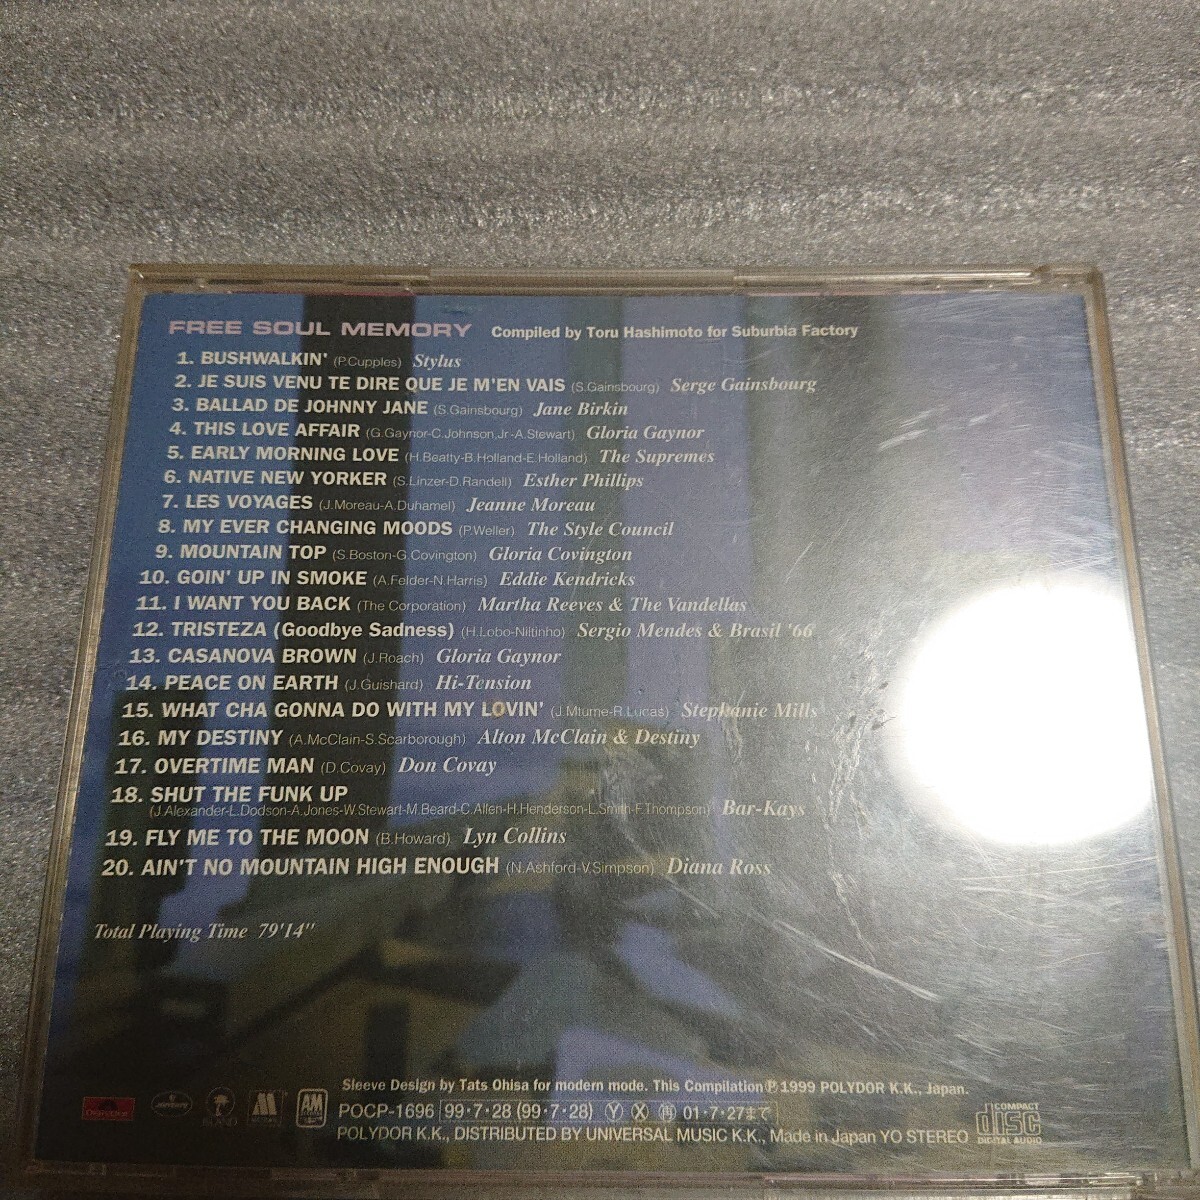 FREE SOUL MEMORY Compiled by Toru Hashimoto for Suburbia Factory
1. BUSHWALKIN' (P.Cupples) Stylus
2. JE SUIS VENU TE DIRE QUE JE M'EN VAIS (S.Gainsbourg) Serge Gainsbourg
3. BALLAD DE JOHNNY JANE (S.Gainsbourg) Jane Birkin
4. THIS LOVE AFFAIR (G.Gaynor-C.Johnson,Jr-A.Stewart) Gloria Gaynor
5. EARLY MORNING LOVE (H.Beatty-B.Holland-E.Holland) The Supremes
6. NATIVE NEW YORKER (S.Linzer-D.Randell) Esther Phillips
7. LES VOYAGES (J.Moreau-A.Duhamel) Jeanne Moreau
8. MY EVER CHANGING MOODS (P.Weller) The Style Council
9. MOUNTAIN TOP (S.Boston-G.Covington) Gloria Covington
10. GOIN' UP IN SMOKE (A.Felder-N.Harris) Eddie Kendricks
11. I WANT YOU BACK (The Corporation) Martha Reeves & The Vandellas
12. TRISTEZA (Goodbye Sadness) (H.Lobo-Niltinho) Sergio Mendes & Brasil '66
13. CASANOVA BROWN (J.Roach) Gloria Gaynor
14. PEACE ON EARTH (J.Guishard) Hi-Tension
15. WHAT CHA GONNA DO WITH MY LOVIN' (J.Mtume-R.Lucas) Stephanie Mills
16. MY DESTINY (A.McClain-S.Scarborough) Alton McClain & Destiny
17. OVERTIME MAN (D.Covay) Don Covay
18. SHUT THE FUNK UP
(J.Alexander-L.Dodson-A.Jones-W.Stewart-M.Beard-C.Allen-H.Henderson-L.Smith-F.Thompson) Bar-Kays
19. FLY ME TO THE MOON (B.Howard) Lyn Collins
20. AIN'T NO MOUNTAIN HIGH ENOUGH (N.Ashford-V.Simpson) Diana Ross
Total Playing Time 79'14"
Sleeve Design by Tats Ohisa for modern mode. This Compilation ℗ 1999 POLYDOR K.K., Japan.
A&M POCP-1696 99・7・28 (99・7・28) Ⓨ Ⓧ ㊢ 01・7・27まで
POLYDOR K.K., DISTRIBUTED BY UNIVERSAL MUSIC K.K., Made in Japan YO STEREO
COMPACT disc DIGITAL AUDIO